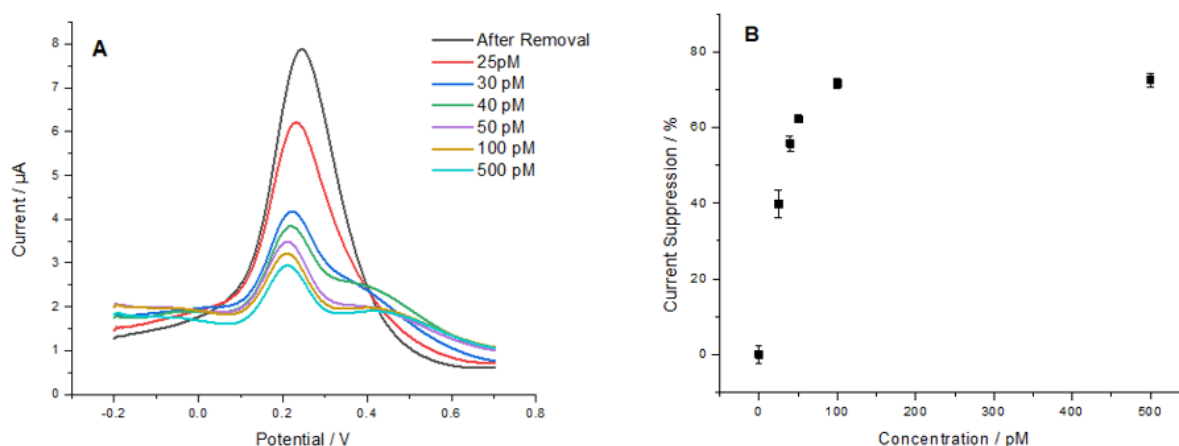 A
After Removal
25pM
30 pM
40 pM
50 pM
100 pM
500 pM
8
7
6
5
4
3
2
1
0
Current / µA
-0.2 0.0 0.2 0.4 0.6 0.8
Potential / V
B
80
60
40
20
0
Current Suppression / %
0 100 200 300 400 500
Concentration / pM